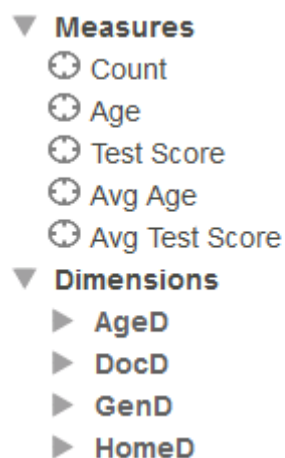 Measures
Count
Age
Test Score
Avg Age
Avg Test Score
Dimensions
AgeD
DocD
GenD
HomeD